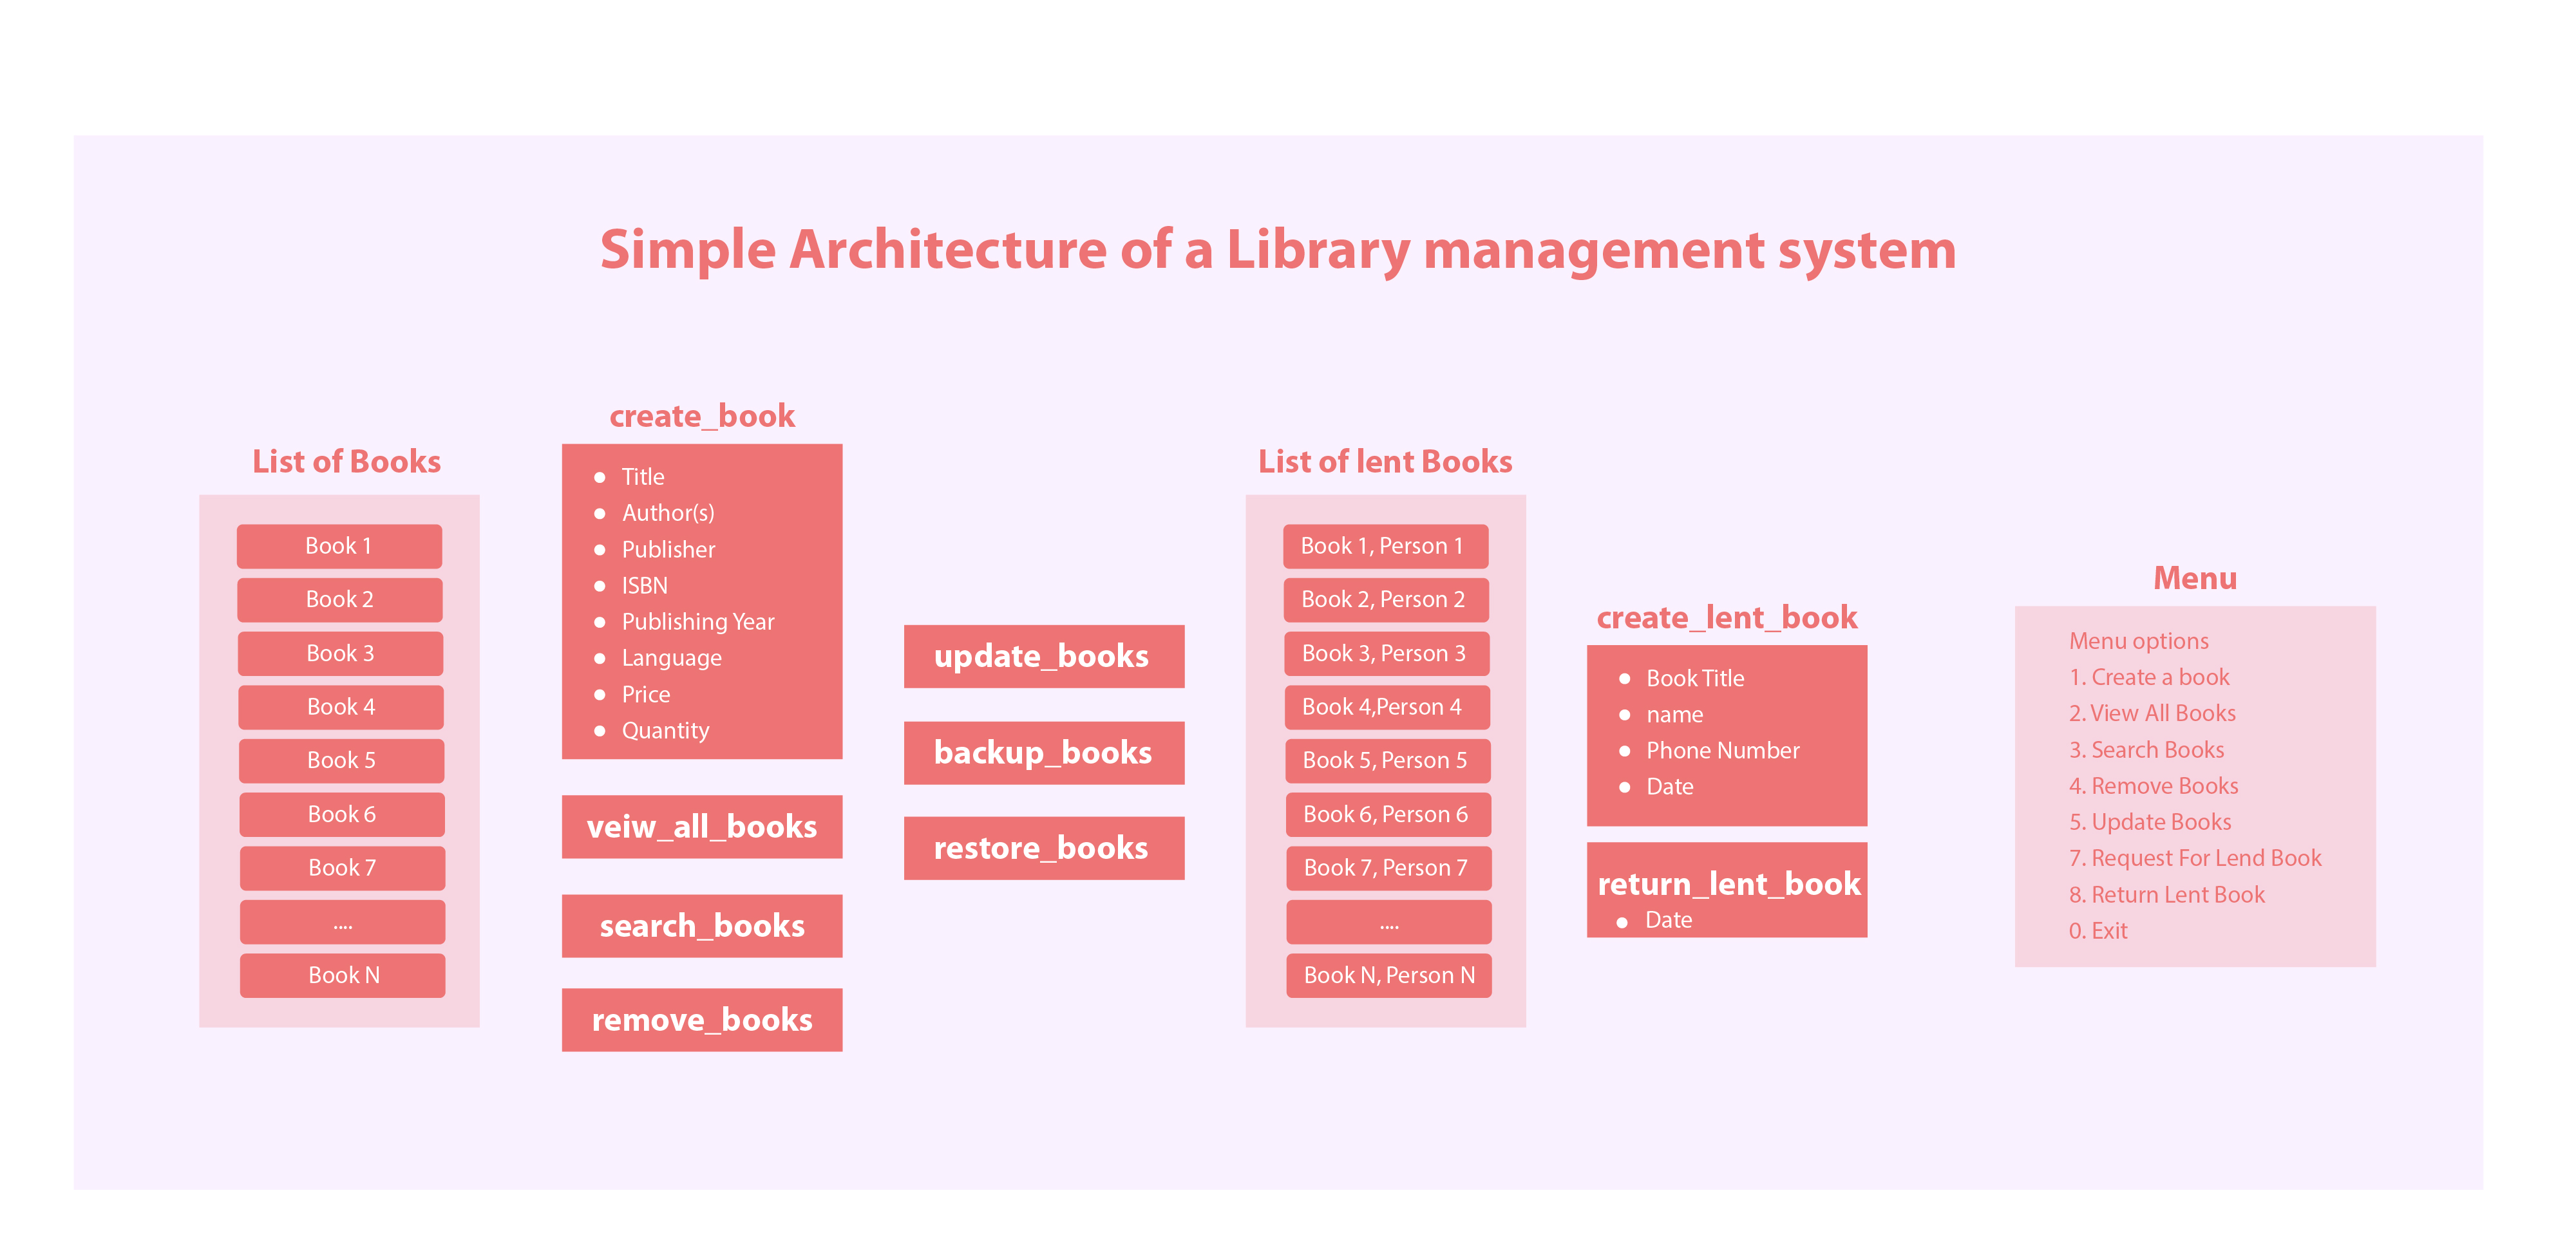 Simple Architecture of a Library management system
List of Books
Book 1
Book 2
Book 3
Book 4
Book 5
Book 6
Book 7
....
Book N
create_book
Title
Author(s)
Publisher
ISBN
Publishing Year
Language
Price
Quantity
veiw_all_books
search_books
remove_books
update_books
backup_books
restore_books
List of lent Books
Book 1, Person 1
Book 2, Person 2
Book 3, Person 3
Book 4,Person 4
Book 5, Person 5
Book 6, Person 6
Book 7, Person 7
....
Book N, Person N
create_lent_book
Book Title
name
Phone Number
Date
return_lent_book
Date
Menu
Menu options
1. Create a book
2. View All Books
3. Search Books
4. Remove Books
5. Update Books
7. Request For Lend Book
8. Return Lent Book
0. Exit